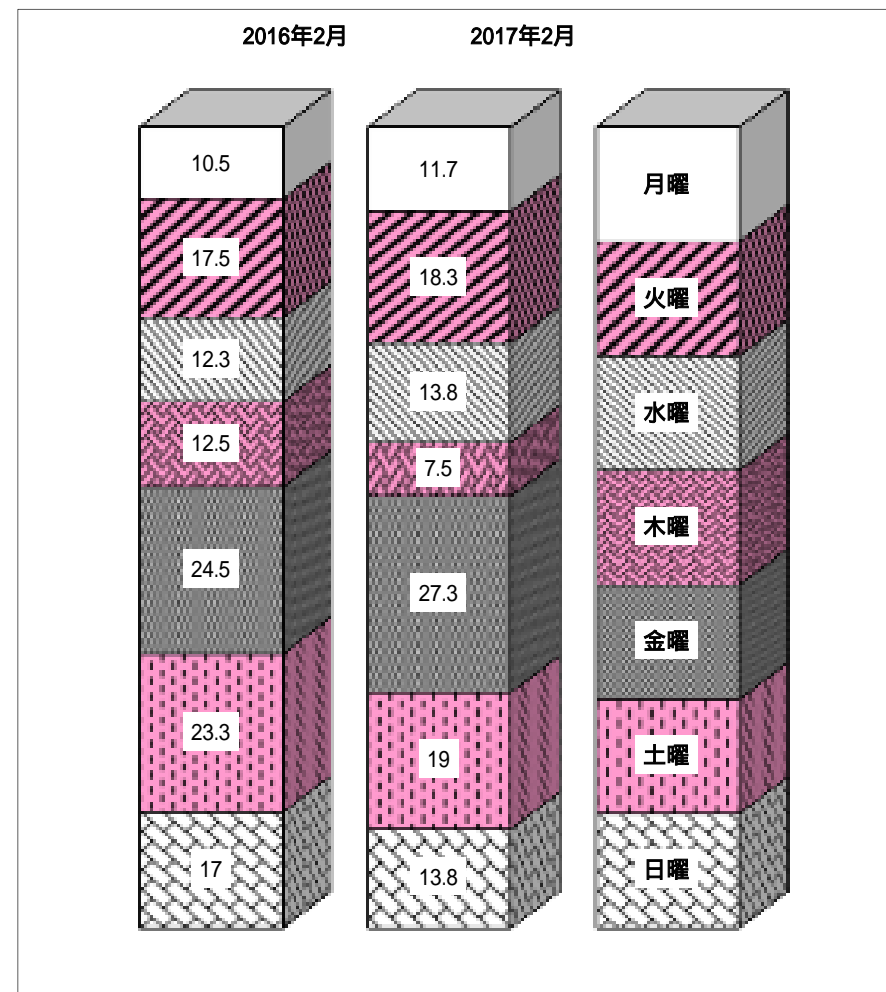 2016年2月 2017年2月
10.5 11.7 月曜
17.5 18.3 火曜
12.3 13.8 水曜
12.5 7.5 木曜
24.5 27.3 金曜
23.3 19 土曜
17 13.8 日曜